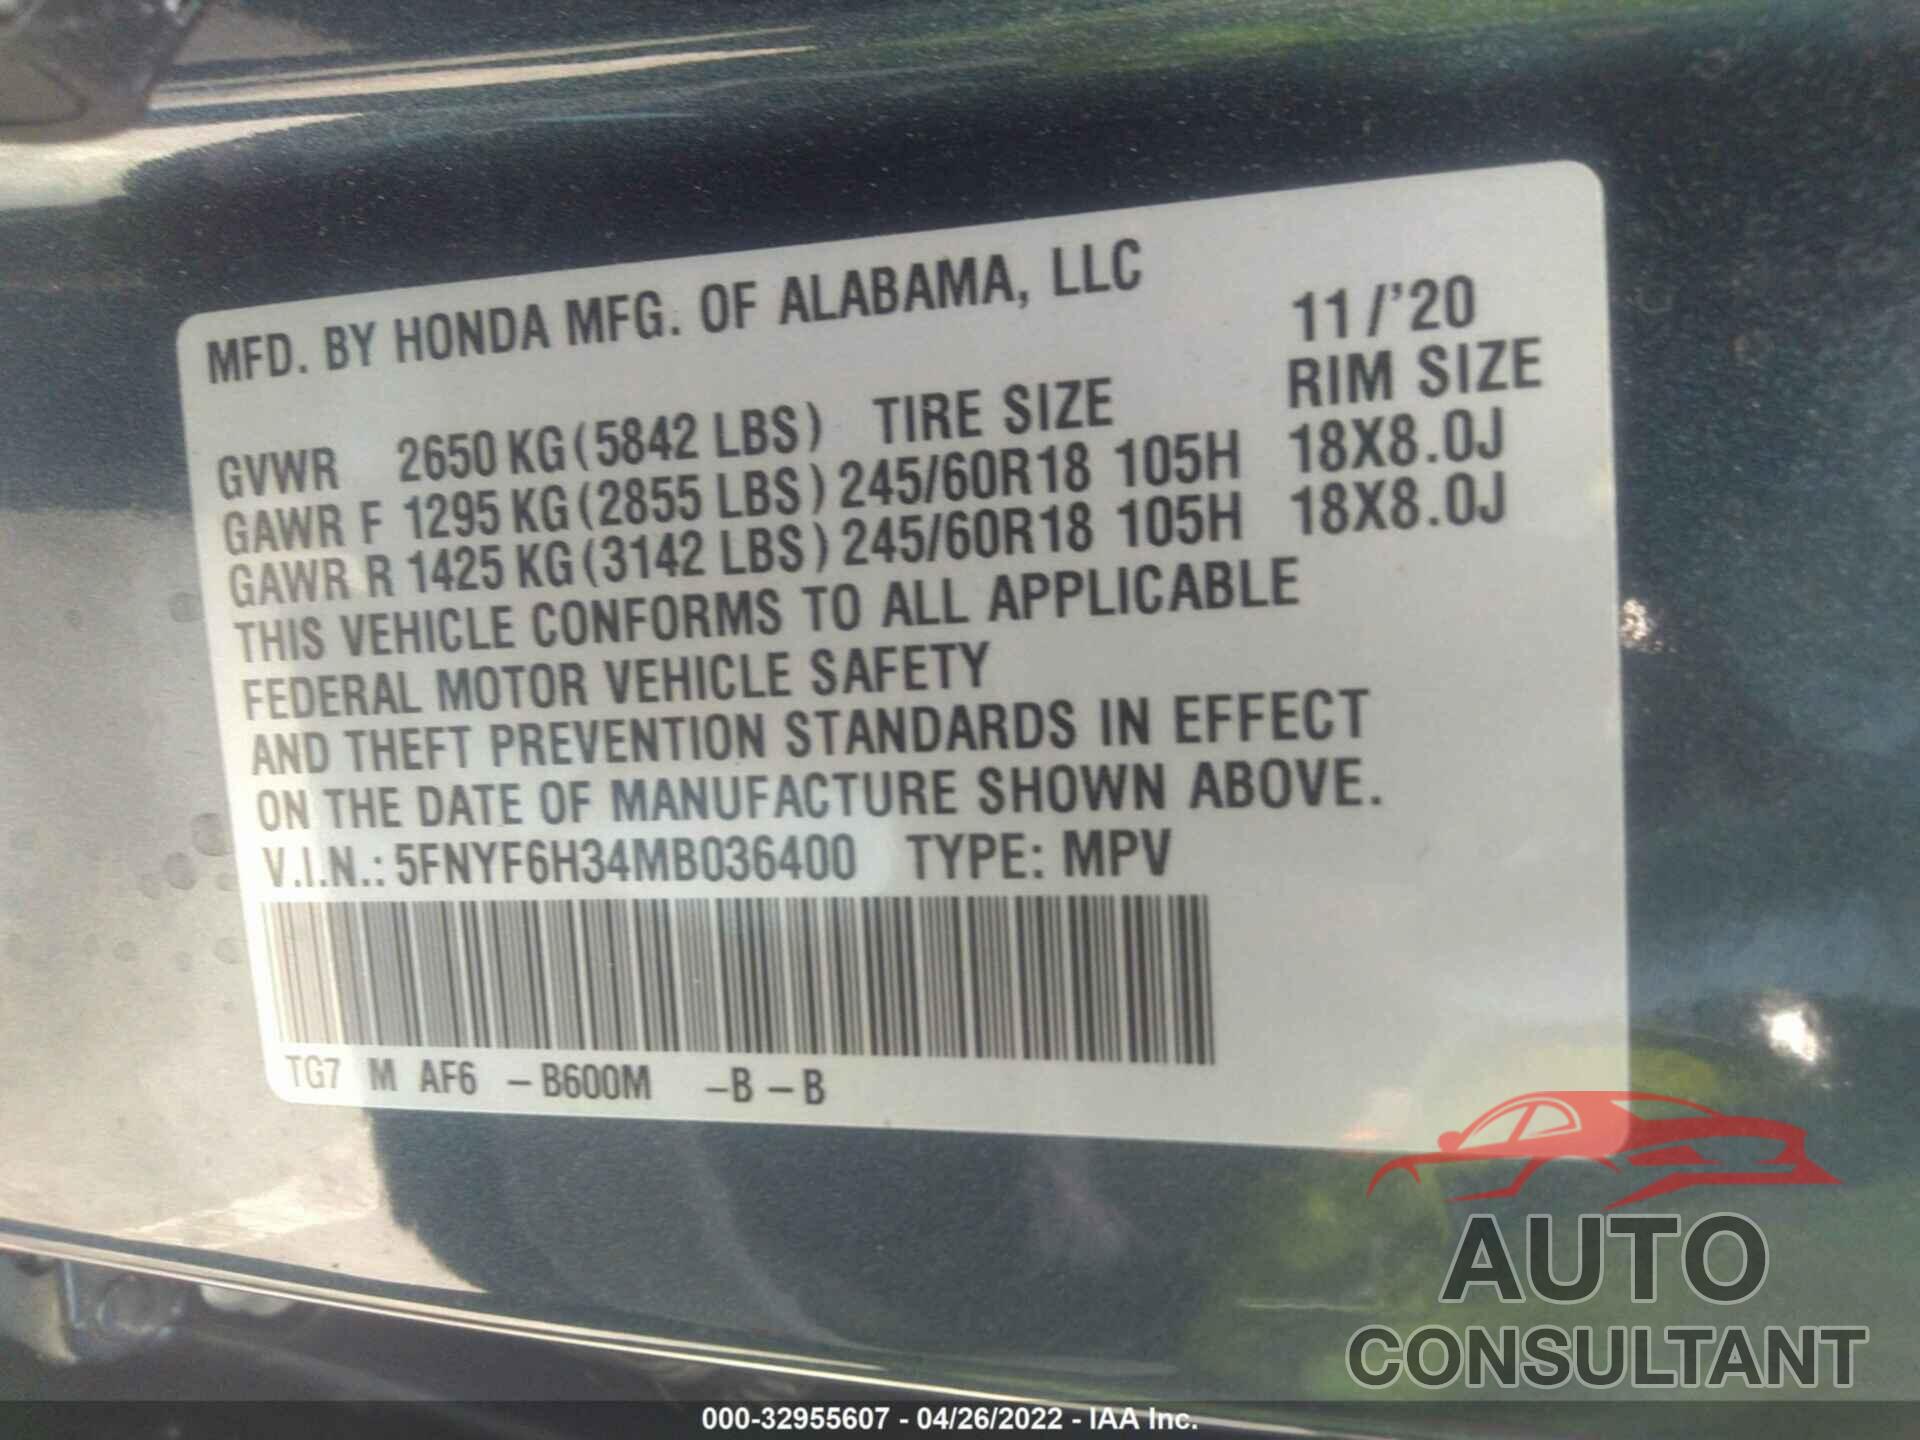 MFD. BY HONDA MFG. OF ALABAMA, LLC
11/'20
GVWR 2650 KG (5842 LBS) TIRE SIZE RIM SIZE
GAWR F 1295 KG (2855 LBS) 245/60R18 105H 18X8.0J
GAWR R 1425 KG (3142 LBS) 245/60R18 105H 18X8.0J
THIS VEHICLE CONFORMS TO ALL APPLICABLE
FEDERAL MOTOR VEHICLE SAFETY
AND THEFT PREVENTION STANDARDS IN EFFECT
ON THE DATE OF MANUFACTURE SHOWN ABOVE.
V.I.N.: 5FNYF6H34MB036400 TYPE: MPV
TG7 M AF6 -B600M -B -B
AUTO
CONSULTANT
000-32955607 - 04/26/2022 - IAA Inc.